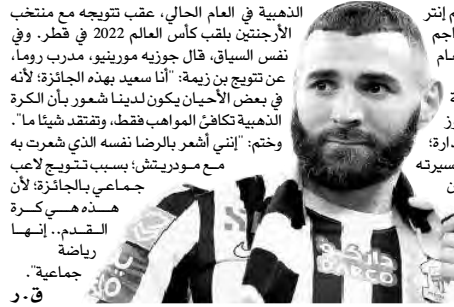 الذهبية في العام الحالي، عقب تتويجه مع منتخب
الأرجنتين بلقب كأس العالم 2022 في قطر. وفي
نفس السياق، قال جوزيه مورينيو، مدرب روما،
عن تتويج بن زيمة: "أنا سعيد بهذه الجائزة؛ لأنه
في بعض الأحيان يكون لدينا شعور بأن الكرة
الذهبية تكافئ المواهب فقط، وتفتقد شيئا ما".
وختم: "إنني أشعر بالرضا نفسه الذي شعرت به
مع مودريتش؛ بسبب تتويج لاعب
جماعي بالجائزة؛ لأن
هذه هي كرة
القدم.. إنها
رياضة
جماعية".
ق.ر